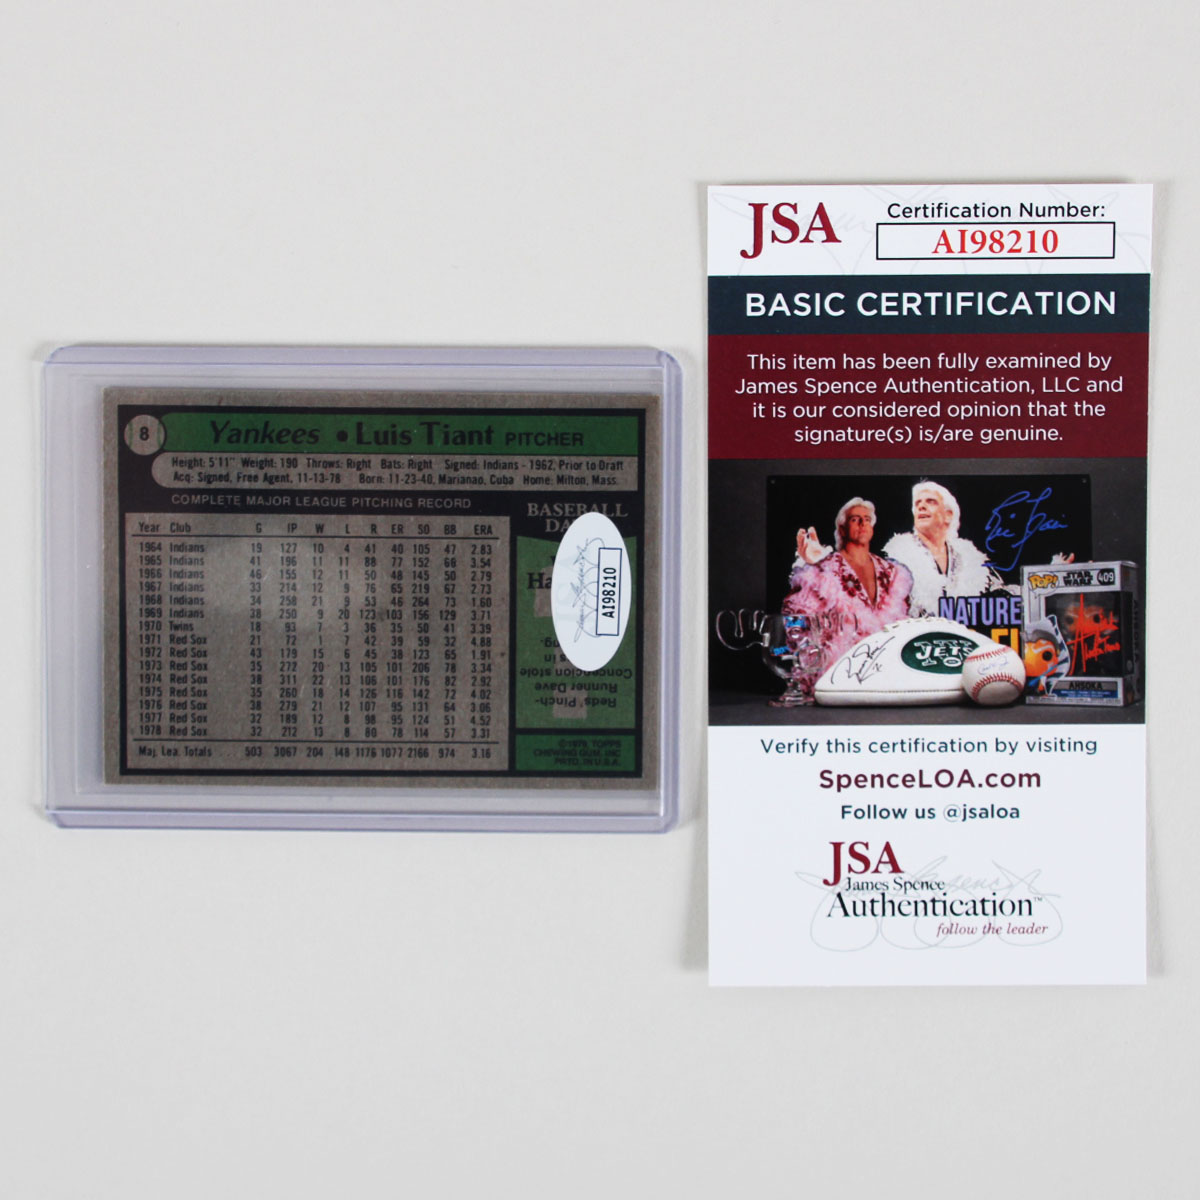 8
Yankees • Luis Tiant PITCHER
Height: 5'11" Weight: 190 Throws: Right Bats: Right Signed: Indians - 1962, Prior to Draft
Acq: Signed, Free Agent, 11-13-78 Born: 11-23-40, Marianao, Cuba Home: Milton, Mass.
COMPLETE MAJOR LEAGUE PITCHING RECORD
Year Club G IP W L R ER SO BB ERA
1964 Indians 19 127 10 4 41 40 105 47 2.83
1965 Indians 41 196 11 11 88 77 152 66 3.54
1966 Indians 46 155 12 11 50 48 145 50 2.79
1967 Indians 33 214 12 9 76 65 219 67 2.73
1968 Indians 34 258 21 9 53 46 264 73 1.60
1969 Indians 38 250 9 20 123 103 156 129 3.71
1970 Twins 18 93 7 1 36 35 50 41 3.39
1971 Red Sox 21 72 1 7 42 39 59 32 4.88
1972 Red Sox 43 179 15 6 45 38 123 65 1.91
1973 Red Sox 35 272 20 13 105 101 206 78 3.34
1974 Red Sox 38 311 22 13 106 101 176 82 2.92
1975 Red Sox 35 260 18 14 126 116 142 72 4.02
1976 Red Sox 38 279 21 12 107 95 131 64 3.06
1977 Red Sox 32 189 12 8 98 95 124 51 4.52
1978 Red Sox 32 212 13 8 80 78 114 57 3.31
Maj. Lea. Totals 503 3067 204 148 1176 1077 2166 974 3.16
BASEBALL
Reds, Pinch-
Runner Dave
Concepcion stole
©1979 TOPPS
CHEWING GUM, INC
PRTD. IN U.S.A.
AI98210
JSA
Certification Number:
AI98210
BASIC CERTIFICATION
This item has been fully examined by
James Spence Authentication, LLC and
it is our considered opinion that the
signature(s) is/are genuine.
NATURE
POP! STAR WARS 409
JETS
AHSOKA
Verify this certification by visiting
SpenceLOA.com
Follow us @jsaloa
JSA
James Spence
Authentication™
follow the leader